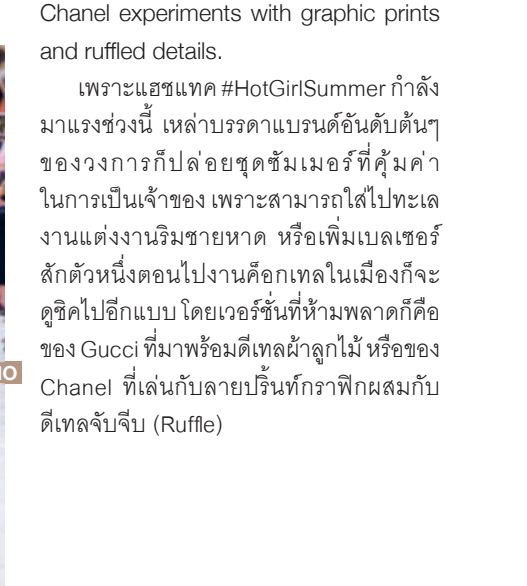 Chanel experiments with graphic prints
and ruffled details.
เพราะแฮชแทค #HotGirlSummer กำลัง
มาแรงช่วงนี้ เหล่าบรรดาแบรนด์อันดับต้นๆ
ของวงการก็ปล่อยชุดซัมเมอร์ที่คุ้มค่า
ในการเป็นเจ้าของ เพราะสามารถใส่ไปทะเล
งานแต่งงานริมชายหาด หรือเพิ่มเบลเซอร์
สักตัวหนึ่งตอนไปงานค็อกเทลในเมืองก็จะ
ดูชิคไปอีกแบบ โดยเวอร์ชั่นที่ห้ามพลาดก็คือ
ของ Gucci ที่มาพร้อมดีเทลผ้าลูกไม้ หรือของ
Chanel ที่เล่นกับลายปริ้นท์กราฟิกผสมกับ
ดีเทลจับจีบ (Ruffle)